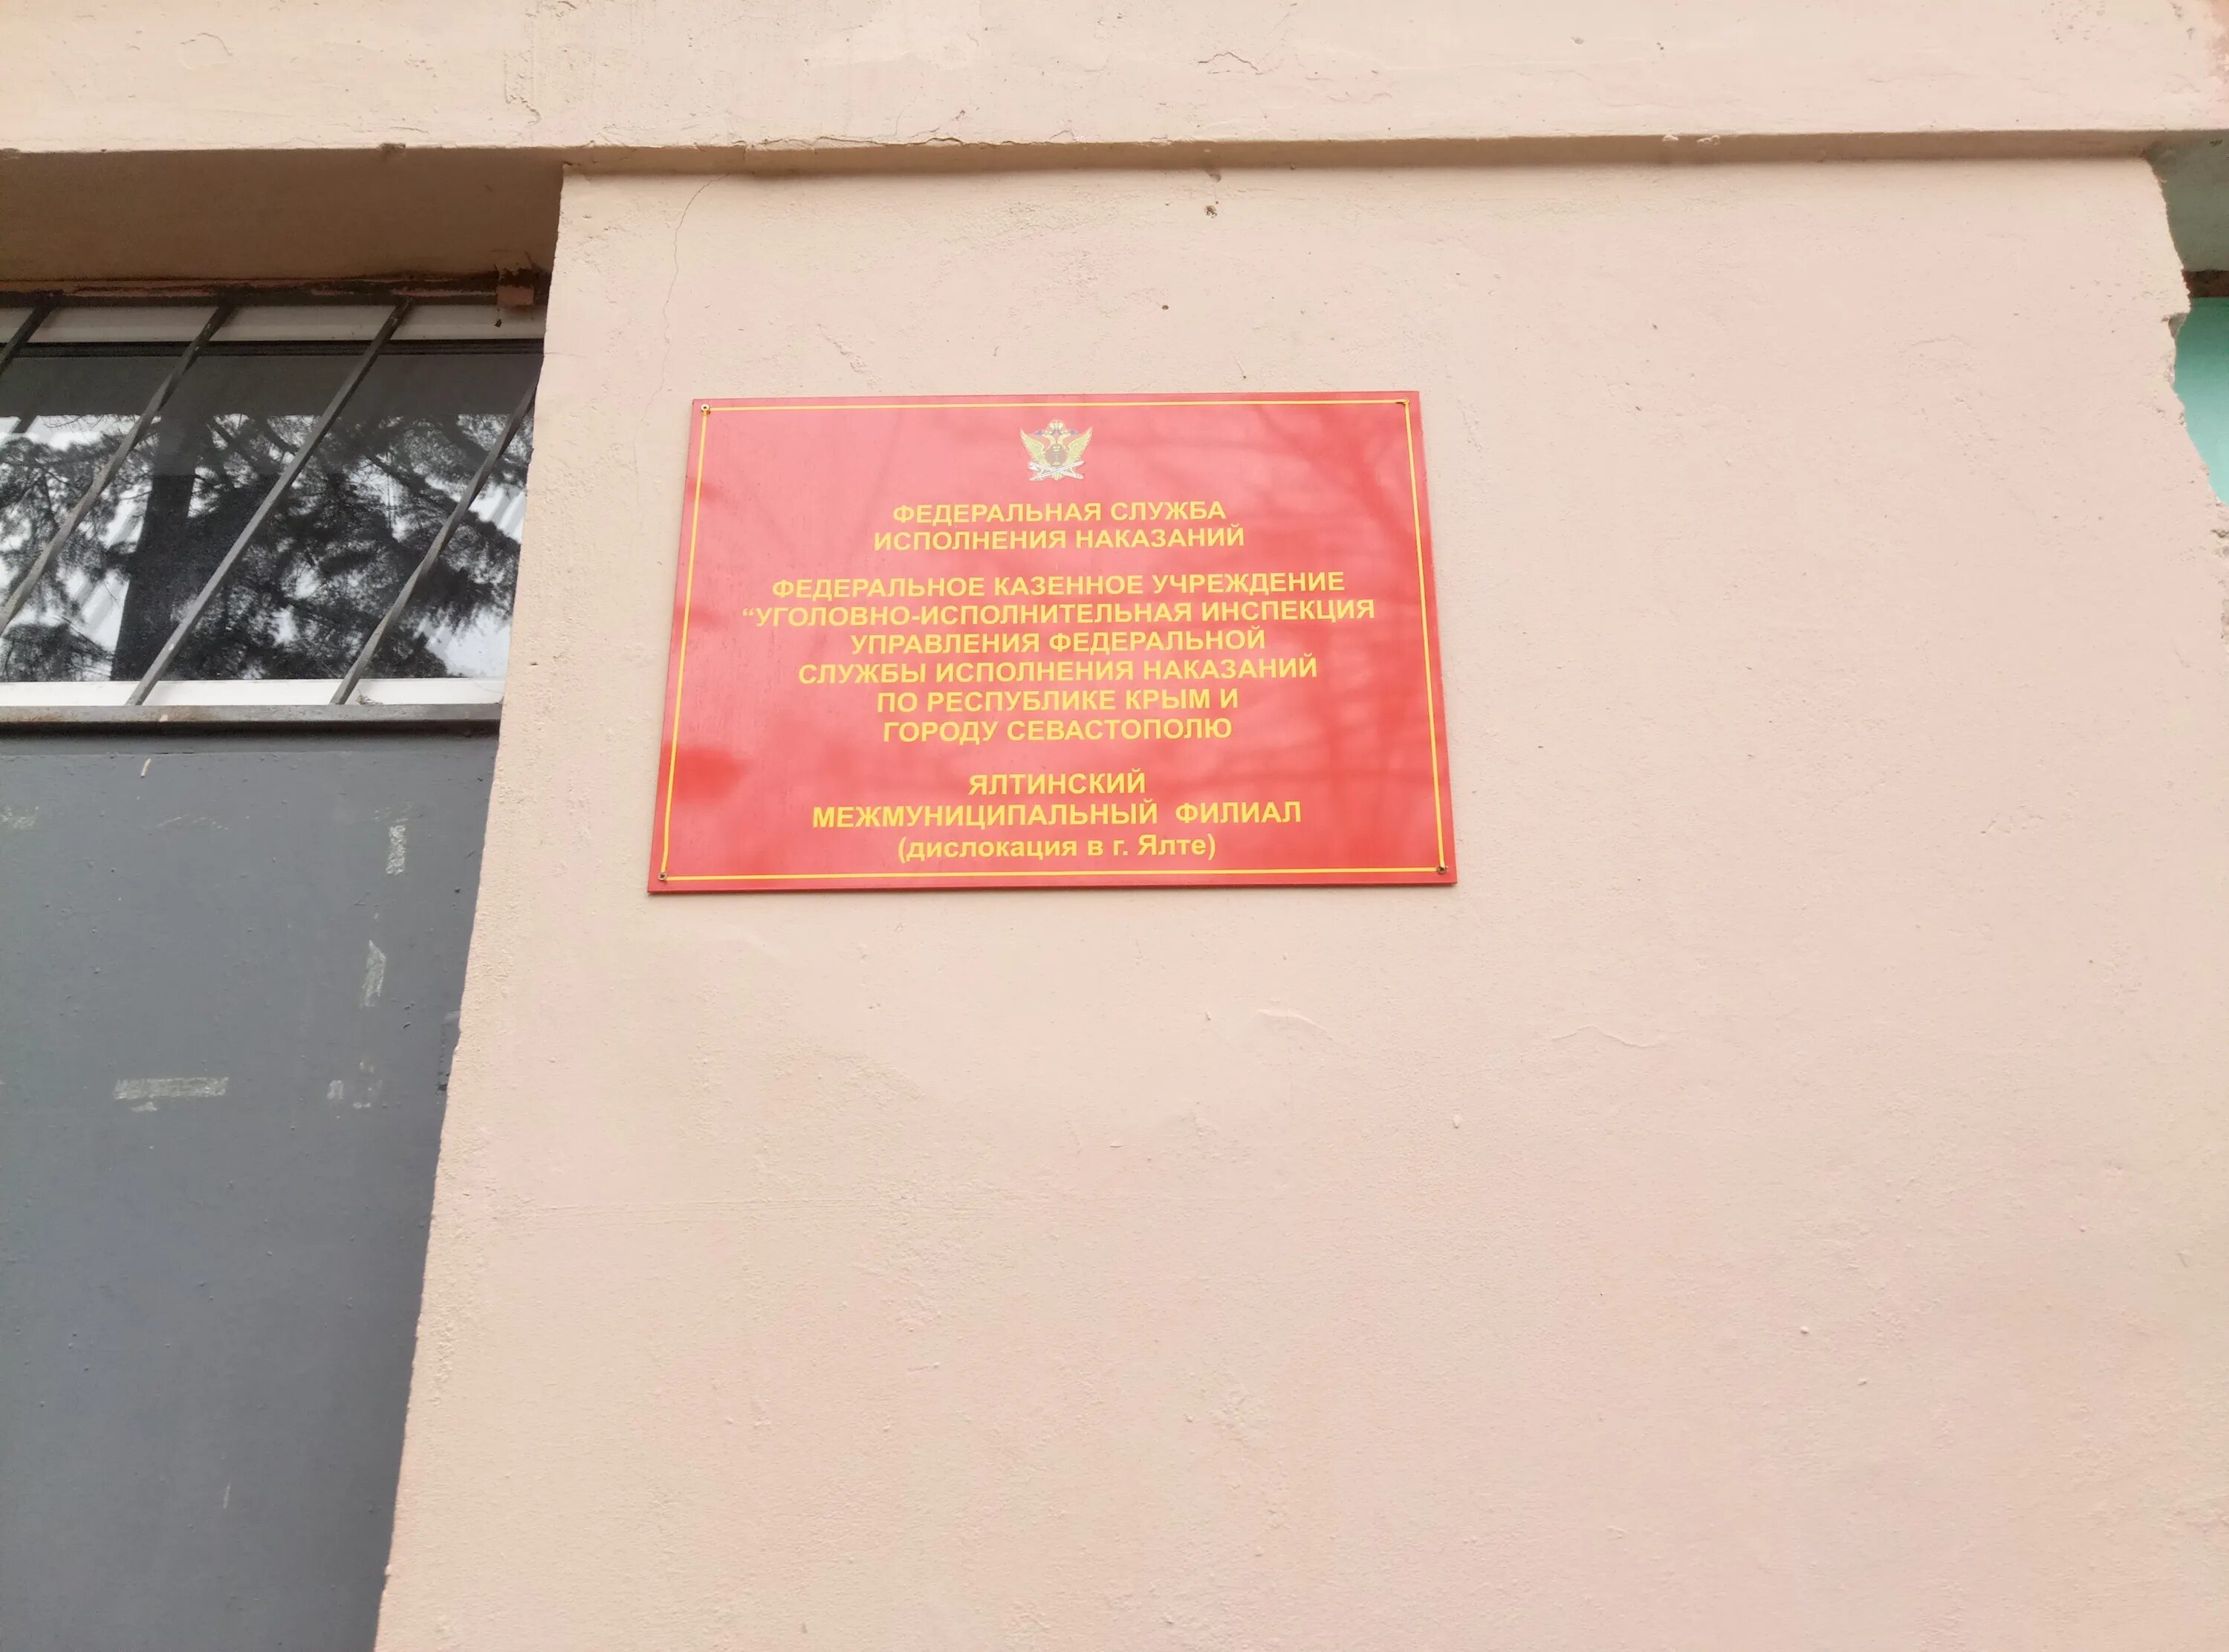 ФЕДЕРАЛЬНАЯ СЛУЖБА
ИСПОЛНЕНИЯ НАКАЗАНИЙ
ФЕДЕРАЛЬНОЕ КАЗЕННОЕ УЧРЕЖДЕНИЕ
“УГОЛОВНО-ИСПОЛНИТЕЛЬНАЯ ИНСПЕКЦИЯ
УПРАВЛЕНИЯ ФЕДЕРАЛЬНОЙ
СЛУЖБЫ ИСПОЛНЕНИЯ НАКАЗАНИЙ
ПО РЕСПУБЛИКЕ КРЫМ И
ГОРОДУ СЕВАСТОПОЛЮ
ЯЛТИНСКИЙ
МЕЖМУНИЦИПАЛЬНЫЙ ФИЛИАЛ
(дислокация в г. Ялте)